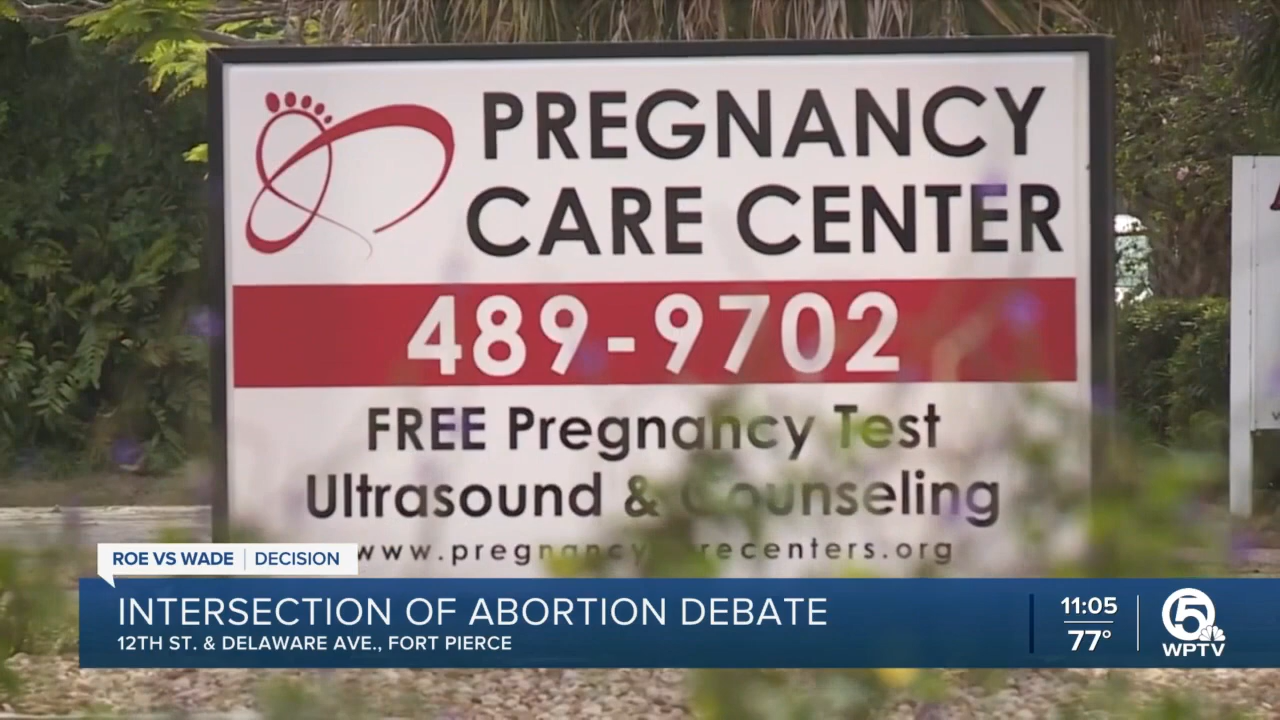 PREGNANCY
CARE CENTER
489-9702
FREE Pregnancy Test
Ultrasound & Counseling
ROE VS WADE | DECISION
INTERSECTION OF ABORTION DEBATE
12TH ST. & DELAWARE AVE., FORT PIERCE
11:05
77°
5
WPTV